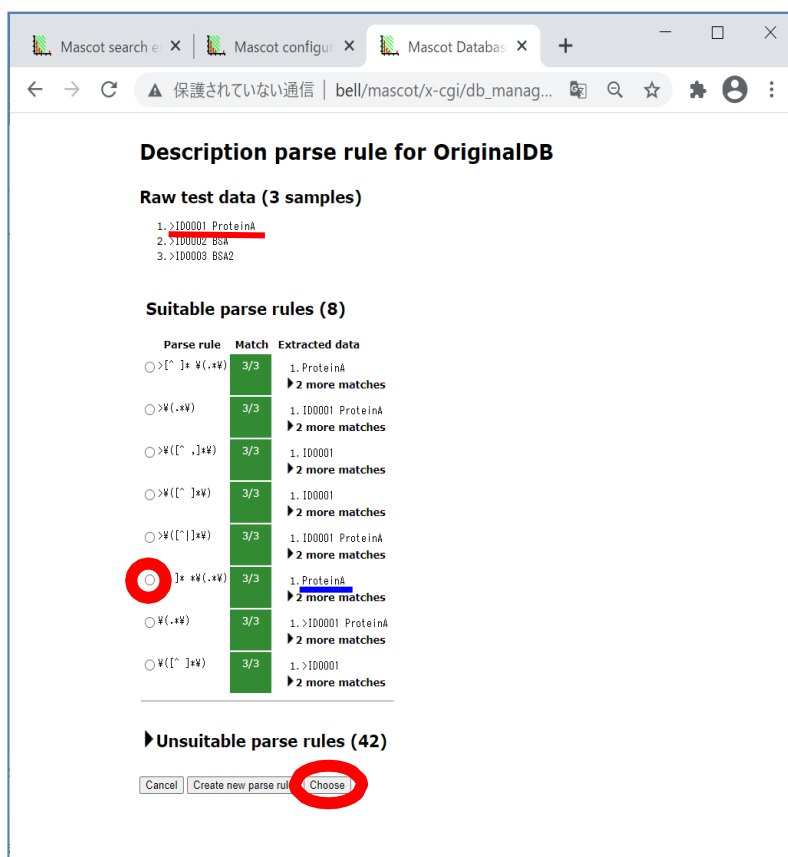 Mascot search e
Mascot configur
Mascot Databas
保護されていない通信 | bell/mascot/x-cgi/db_manag...
Description parse rule for OriginalDB
Raw test data (3 samples)
1. >ID0001 ProteinA
2. >ID0002 BSA
3. >ID0003 BSA2
Suitable parse rules (8)
Parse rule Match Extracted data
>[^ ]* ¥(.*¥) 3/3 1. ProteinA
2 more matches
>¥(.*¥) 3/3 1. ID0001 ProteinA
2 more matches
>¥([^ ,]*¥) 3/3 1. ID0001
2 more matches
>¥([^ ]*¥) 3/3 1. ID0001
2 more matches
>¥([^|]*¥) 3/3 1. ID0001 ProteinA
2 more matches
]* *¥(.*¥) 3/3 1. ProteinA
2 more matches
¥(.*¥) 3/3 1. >ID0001 ProteinA
2 more matches
¥([^ ]*¥) 3/3 1. >ID0001
2 more matches
Unsuitable parse rules (42)
Cancel Create new parse rul Choose